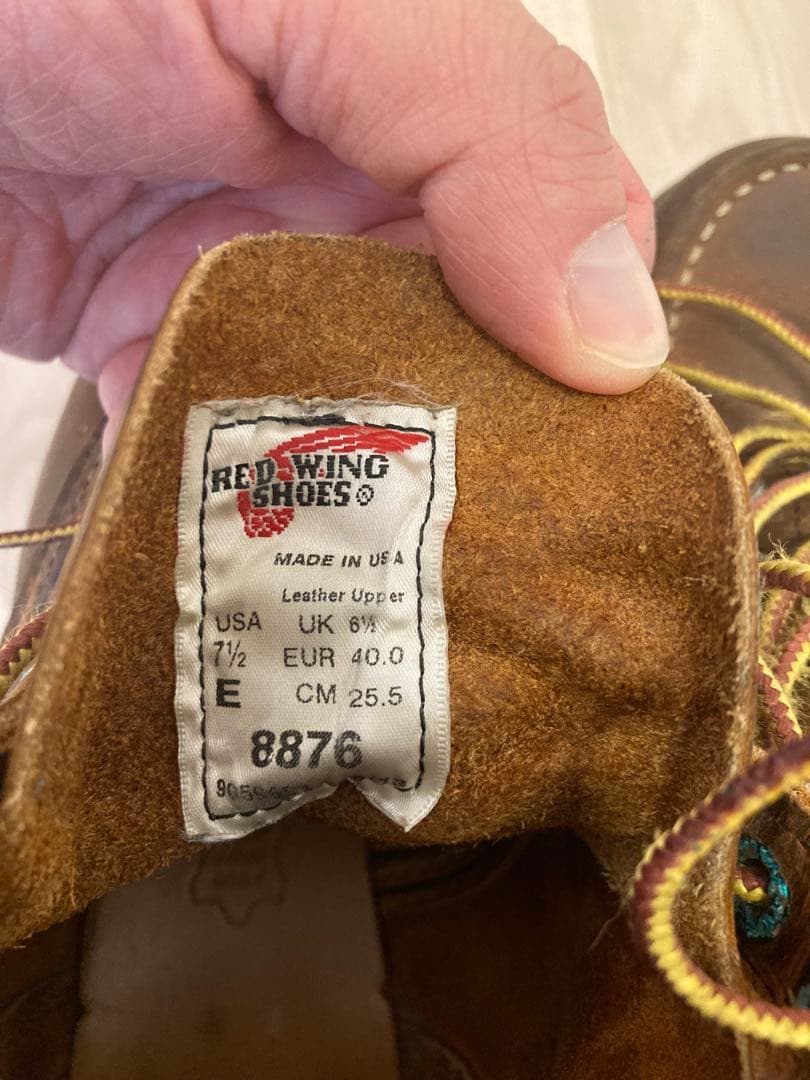 RED WING
SHOES®
MADE IN USA
Leather Upper
USA UK 6½
7½ EUR 40.0
E CM 25.5
8876